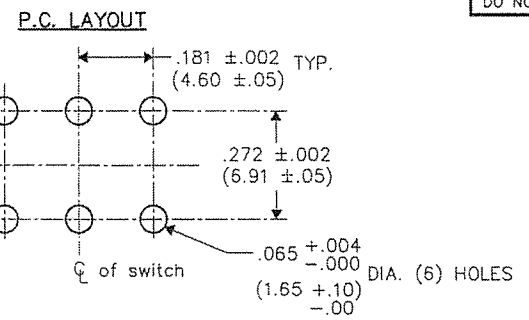 DO NO
P.C. LAYOUT
.181 ±.002 TYP.
(4.60 ±.05)
.272 ±.002
(6.91 ±.05)
℄ of switch
.065 +.004
-.000 DIA. (6) HOLES
(1.65 +.10)
-.00